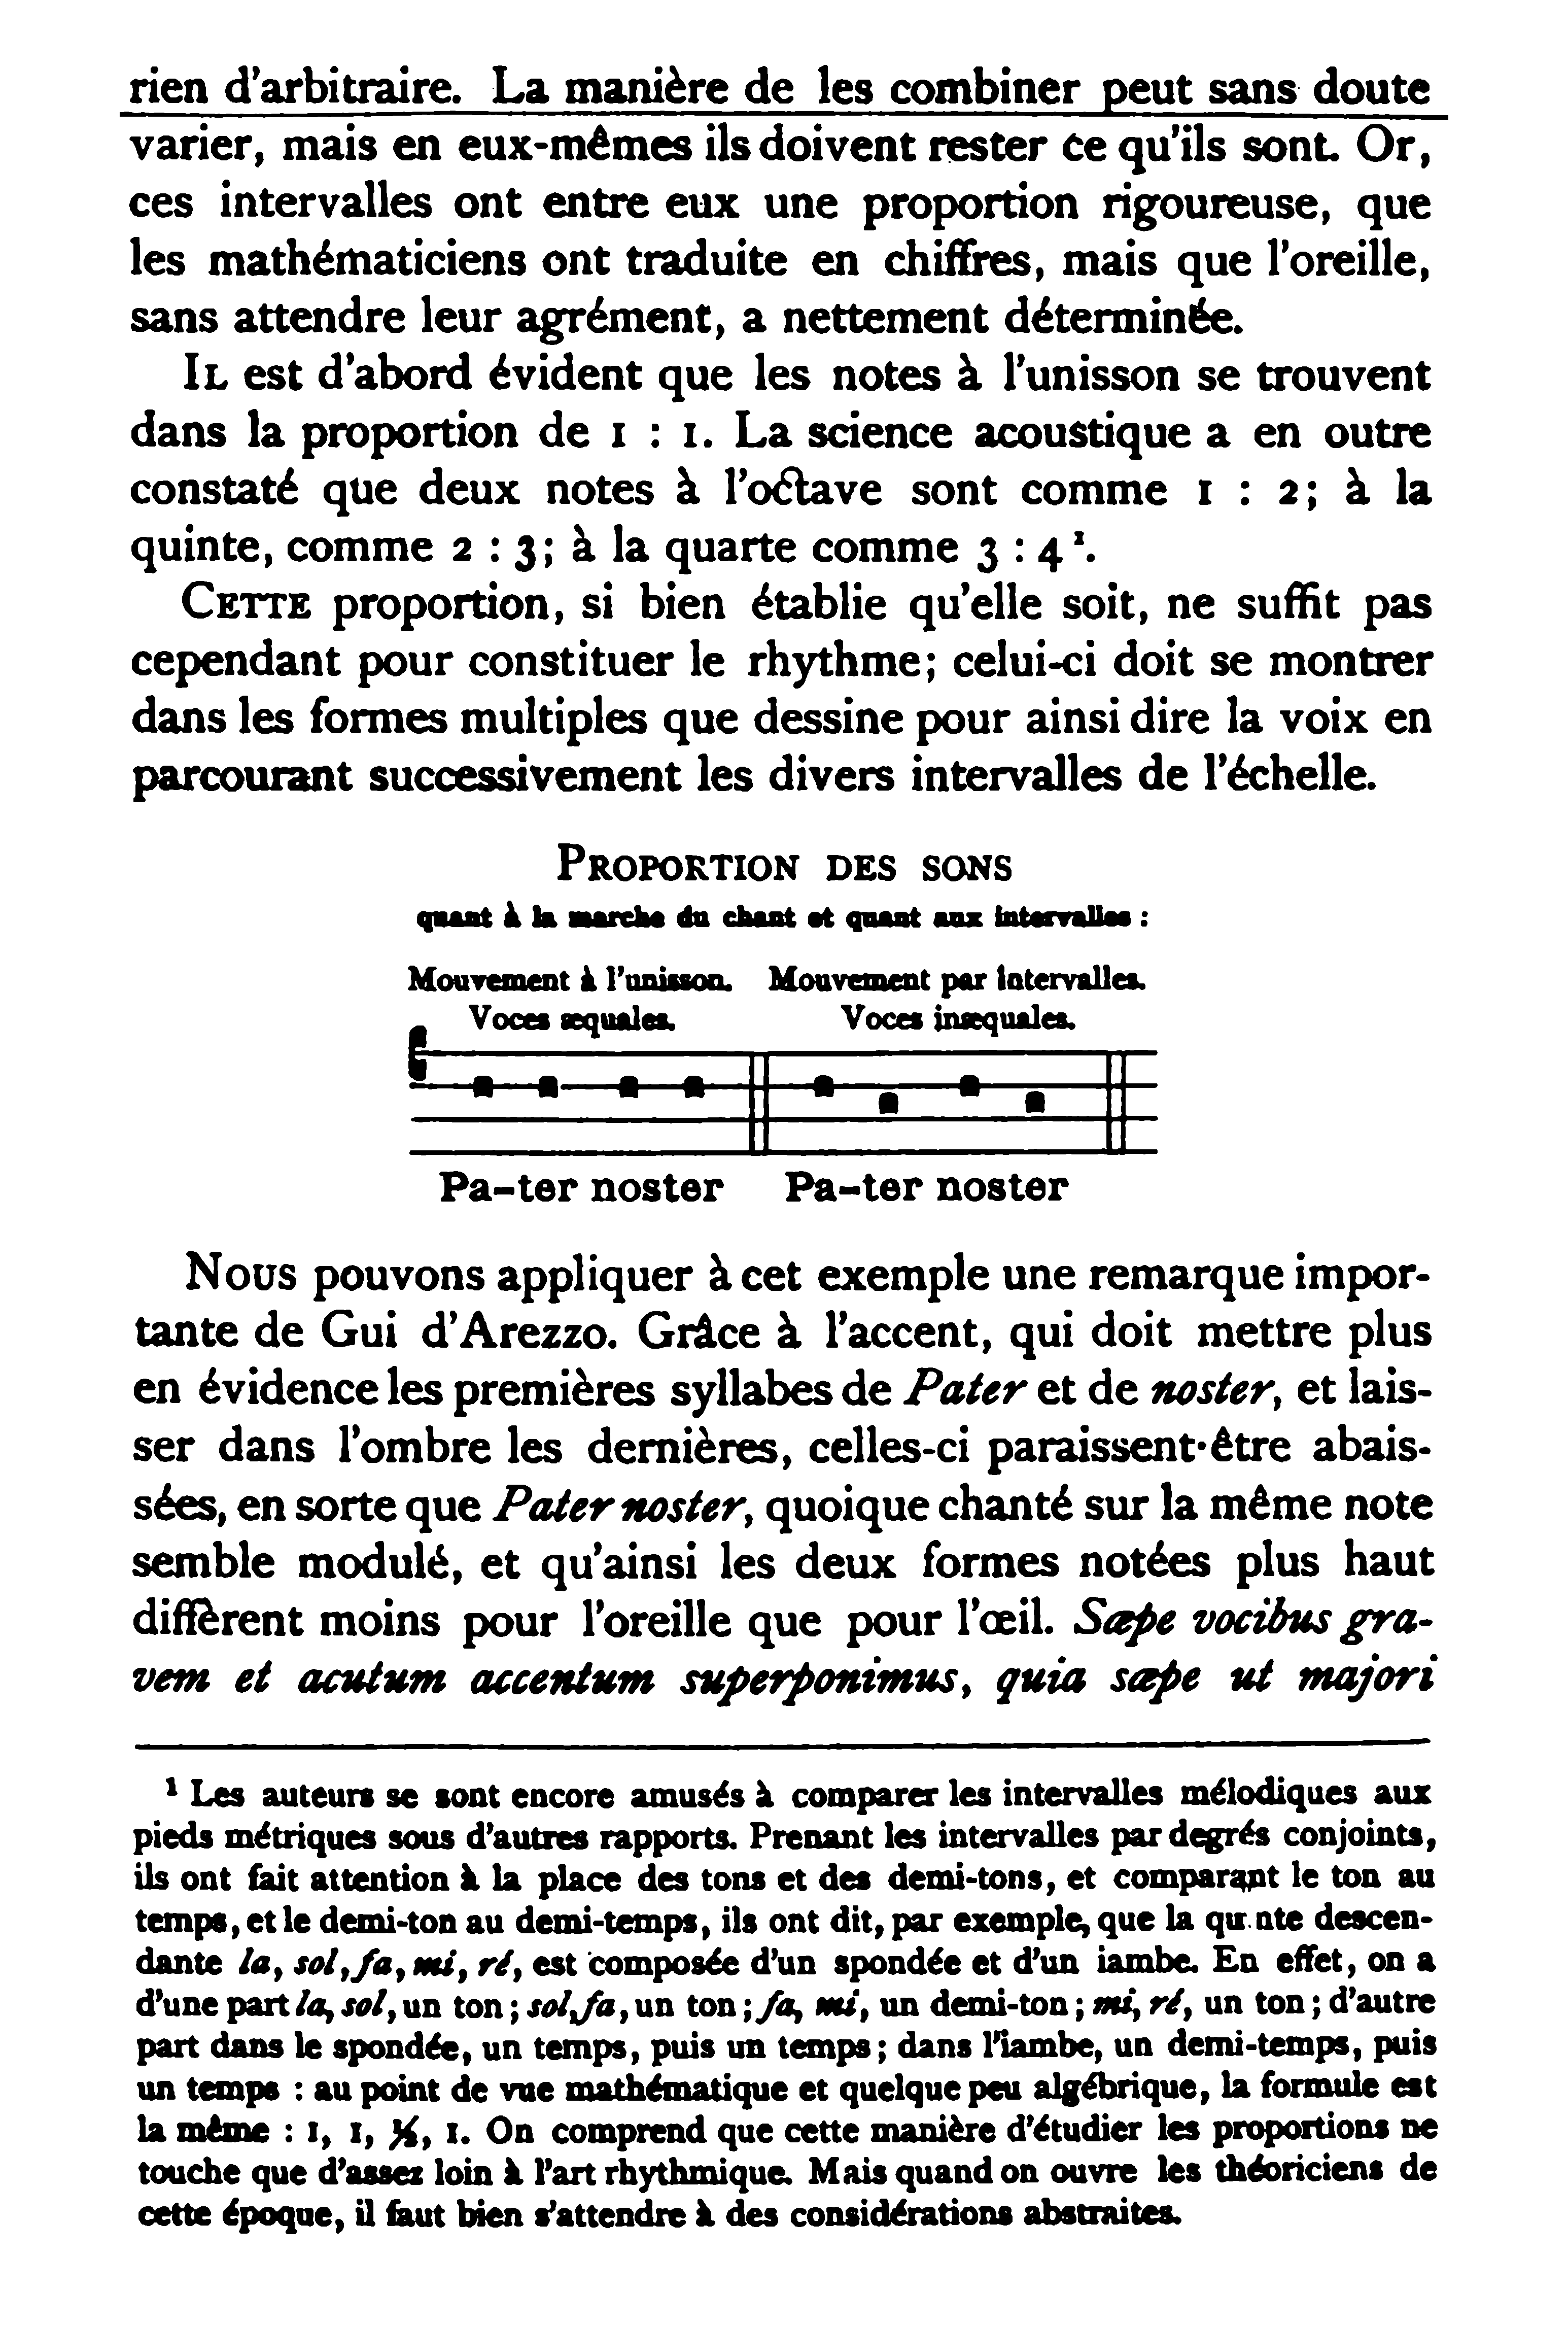 rien d'arbitraire. La manière de les combiner peut sans doute
varier, mais en eux-mêmes ils doivent rester ce qu'ils sont. Or,
ces intervalles ont entre eux une proportion rigoureuse, que
les mathématiciens ont traduite en chiffres, mais que l'oreille,
sans attendre leur agrément, a nettement déterminée.
IL est d'abord évident que les notes à l'unisson se trouvent
dans la proportion de 1 : 1. La science acoustique a en outre
constaté que deux notes à l'octave sont comme 1 : 2; à la
quinte, comme 2 : 3; à la quarte comme 3 : 4 ¹.
CETTE proportion, si bien établie qu'elle soit, ne suffit pas
cependant pour constituer le rhythme; celui-ci doit se montrer
dans les formes multiples que dessine pour ainsi dire la voix en
parcourant successivement les divers intervalles de l'échelle.
PROPORTION DES SONS
quant à la marche du chant et quant aux intervalles :
Mouvement à l'unisson. Mouvement par intervalles.
Voces æquales. Voces inæquales.
Pa-ter noster Pa-ter noster
NOUS pouvons appliquer à cet exemple une remarque impor-
tante de Gui d'Arezzo. Grâce à l'accent, qui doit mettre plus
en évidence les premières syllabes de Pater et de noster, et lais-
ser dans l'ombre les dernières, celles-ci paraissent être abais-
sées, en sorte que Pater noster, quoique chanté sur la même note
semble modulé, et qu'ainsi les deux formes notées plus haut
diffèrent moins pour l'oreille que pour l'œil. Sæpe vocibus gra-
vem et acutum accentum superponimus, quia sæpe ut majori
¹ Les auteurs se sont encore amusés à comparer les intervalles mélodiques aux
pieds métriques sous d'autres rapports. Prenant les intervalles par degrés conjoints,
ils ont fait attention à la place des tons et des demi-tons, et comparant le ton au
temps, et le demi-ton au demi-temps, ils ont dit, par exemple, que la quinte descen-
dante la, sol, fa, mi, ré, est composée d'un spondée et d'un iambe. En effet, on a
d'une part la, sol, un ton; sol, fa, un ton; fa, mi, un demi-ton; mi, ré, un ton; d'autre
part dans le spondée, un temps, puis un temps; dans l'iambe, un demi-temps, puis
un temps : au point de vue mathématique et quelque peu algébrique, la formule est
la même : 1, 1, ½, 1. On comprend que cette manière d'étudier les proportions ne
touche que d'assez loin à l'art rhythmique. Mais quand on ouvre les théoriciens de
cette époque, il faut bien s'attendre à des considérations abstraites.